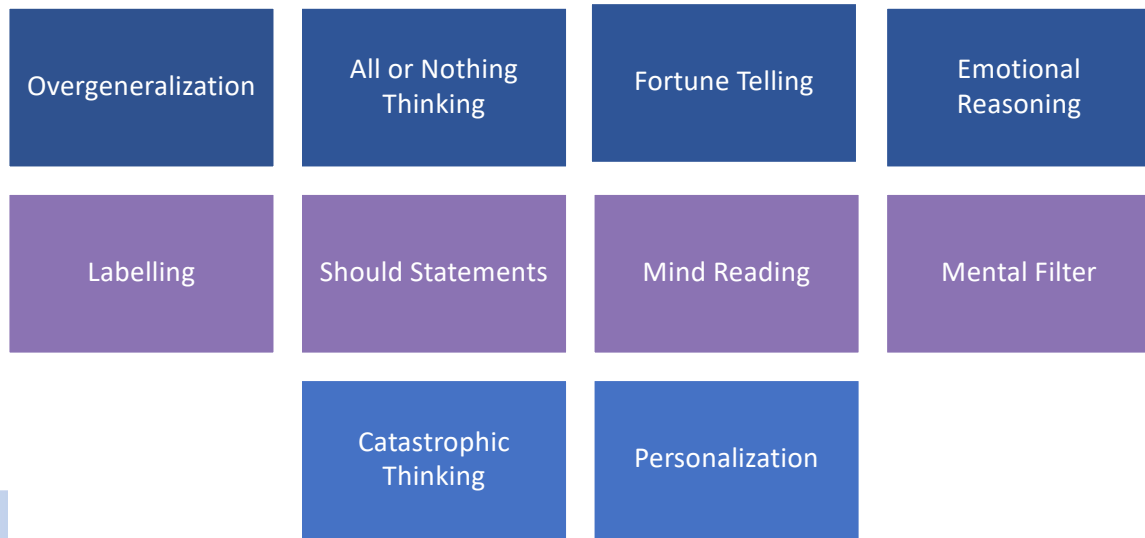 Overgeneralization
All or Nothing
Thinking
Fortune Telling
Emotional
Reasoning
Labelling
Should Statements
Mind Reading
Mental Filter
Catastrophic
Thinking
Personalization